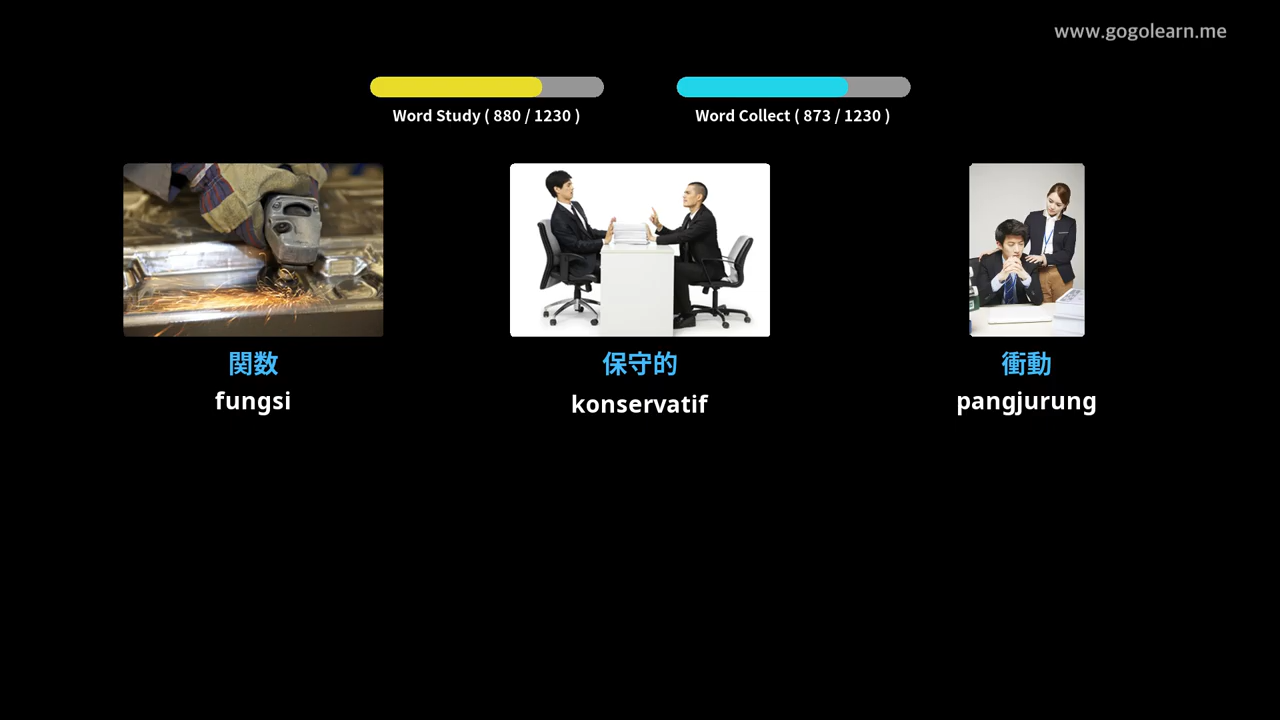 www.gogolearn.me
Word Study ( 880 / 1230 )
Word Collect ( 873 / 1230 )
関数
fungsi
保守的
konservatif
衝動
pangjurung